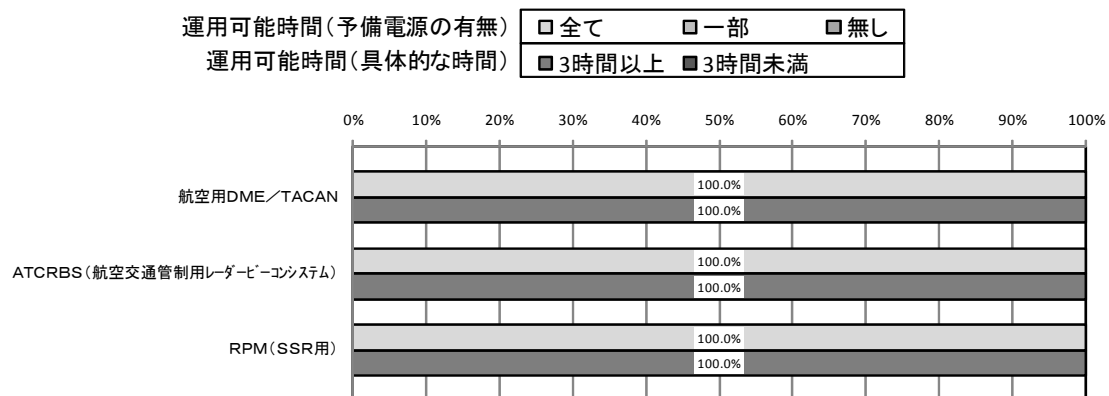 運用可能時間(予備電源の有無) 全て 一部 無し
運用可能時間(具体的な時間) 3時間以上 3時間未満
0% 10% 20% 30% 40% 50% 60% 70% 80% 90% 100%
100.0%
航空用DME/TACAN
100.0%
100.0%
ATCRBS(航空交通管制用ﾚｰﾀﾞｰﾋﾞｰｺﾝｼｽﾃﾑ)
100.0%
100.0%
RPM(SSR用)
100.0%